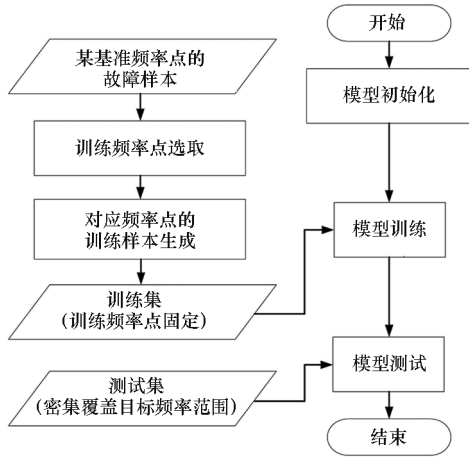 开始
某基准频率点的
故障样本
模型初始化
训练频率点选取
对应频率点的
训练样本生成
模型训练
训练集
(训练频率点固定)
模型测试
测试集
(密集覆盖目标频率范围)
结束